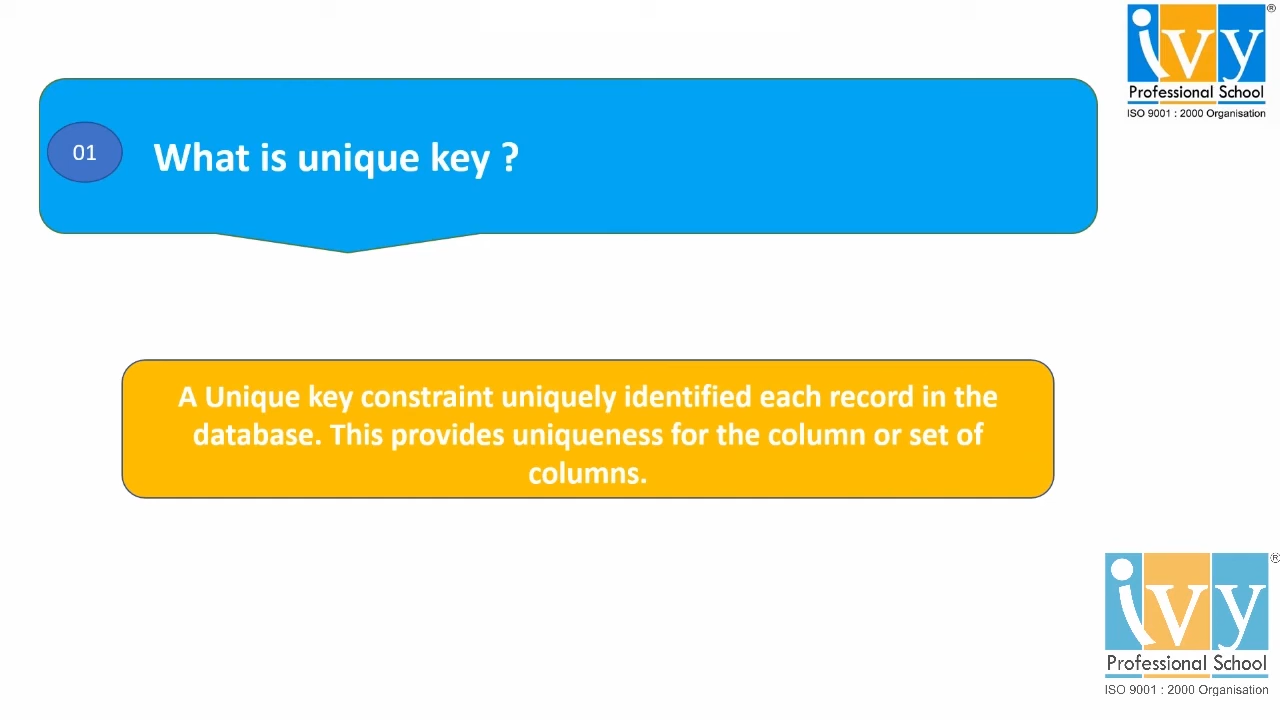 ivy
®
Professional School
ISO 9001 : 2000 Organisation
01
What is unique key ?
A Unique key constraint uniquely identified each record in the
database. This provides uniqueness for the column or set of
columns.
ivy
®
Professional School
ISO 9001 : 2000 Organisation